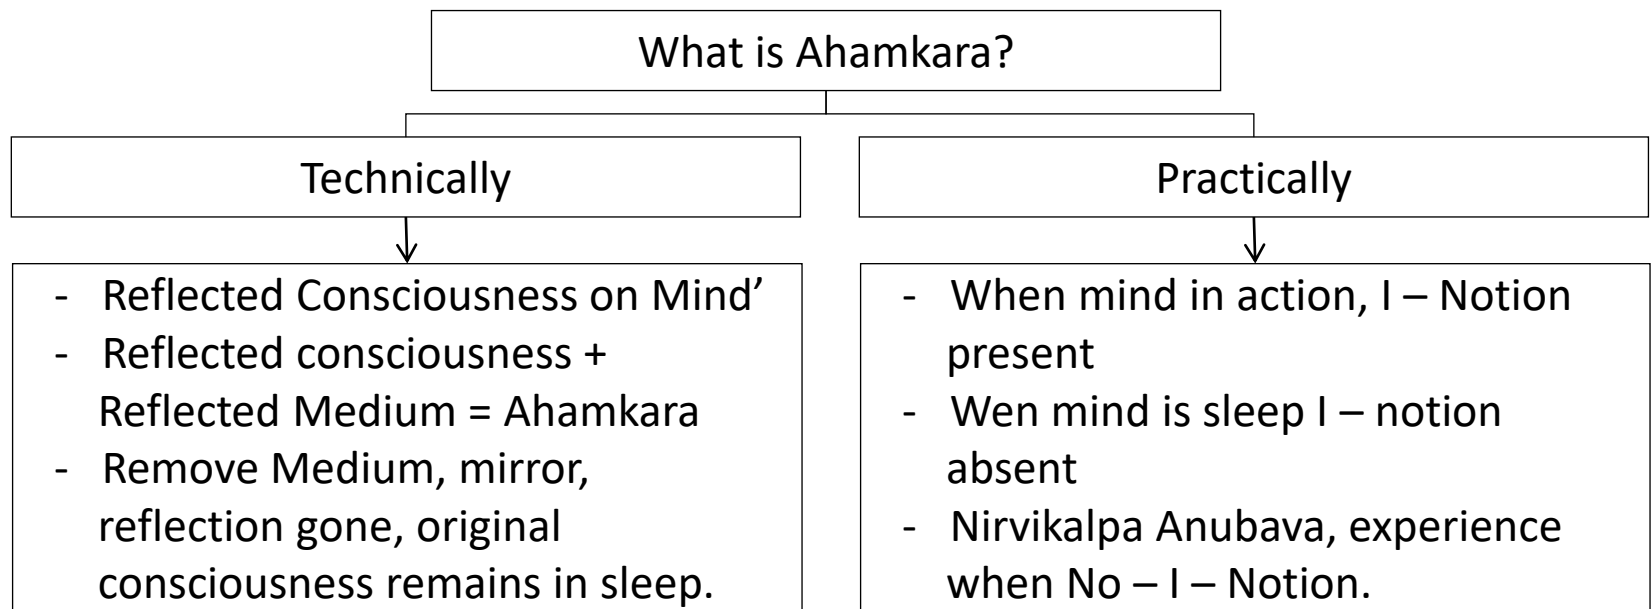 What is Ahamkara?
Technically
- Reflected Consciousness on Mind’
- Reflected consciousness +
Reflected Medium = Ahamkara
- Remove Medium, mirror,
reflection gone, original
consciousness remains in sleep.
Practically
- When mind in action, I – Notion
present
- Wen mind is sleep I – notion
absent
- Nirvikalpa Anubava, experience
when No – I – Notion.